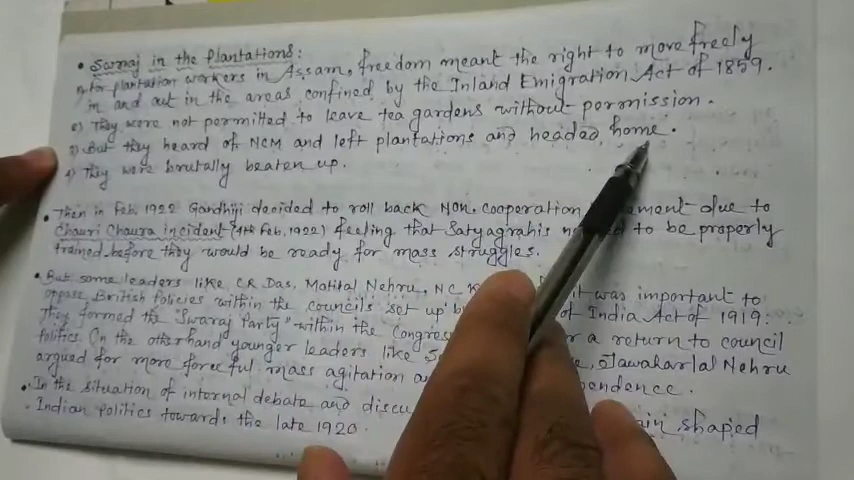 • Swaraj in the Plantations:
1) For plantation workers in Assam, freedom meant the right to move freely
in and out in the areas confined by the Inland Emigration Act of 1859.
2) They were not permitted to leave tea gardens without permission.
3) But they heard of NCM and left plantations and headed home.
4) They were brutally beaten up.
• Then in Feb. 1922 Gandhiji decided to roll back Non. cooperation due to
Chauri Chaura incident (4th Feb. 1922) feeling that Satyagrahis to be properly
trained before they would be ready for mass struggles.
• But some leaders like CR Das, Motilal Nehru, NC it was important to
oppose British policies within the councils set up of India Act of 1919.
They formed the "Swaraj Party" within the for a return to council
politics. On the otherhand younger leaders like Jawaharlal Nehru
argued for more forceful mass agitation
• In the situation of internal debate and shaped
Indian politics towards the late 1920.